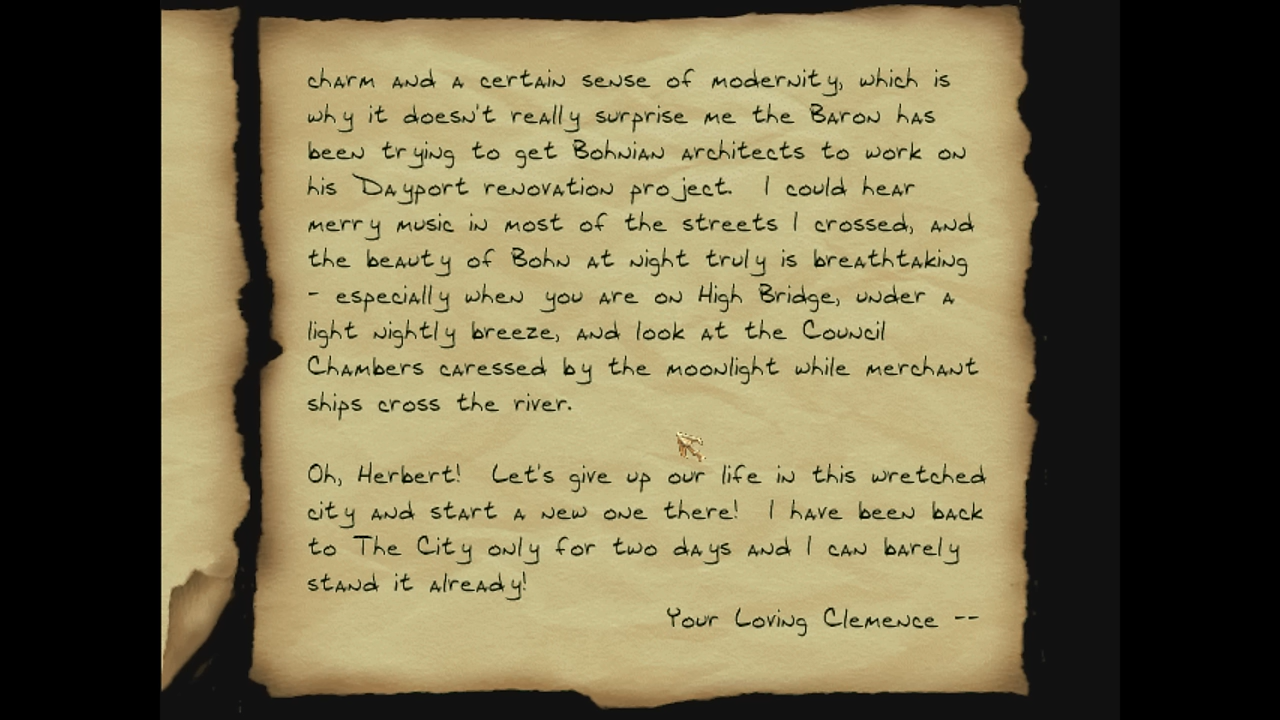 charm and a certain sense of modernity, which is
why it doesn't really surprise me the Baron has
been trying to get Bohnian architects to work on
his Dayport renovation project.  I could hear
merry music in most of the streets I crossed, and
the beauty of Bohn at night truly is breathtaking
- especially when you are on High Bridge, under a
light nightly breeze, and look at the Council
Chambers caressed by the moonlight while merchant
ships cross the river.

Oh, Herbert!  Let's give up our life in this wretched
city and start a new one there!  I have been back
to The City only for two days and I can barely
stand it already!
Your Loving Clemence --